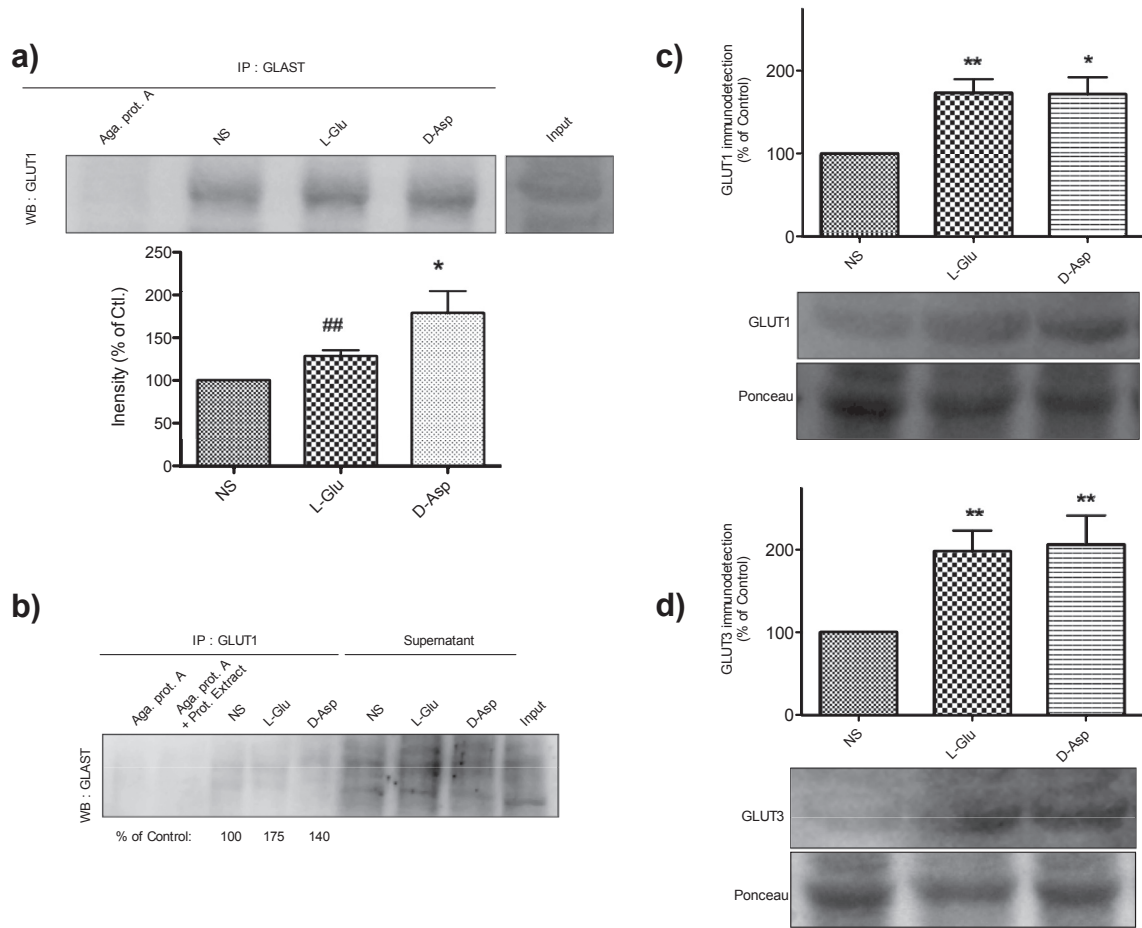 a)
IP : GLAST
Aga. prot. A
NS
L-Glu
D-Asp
Input
WB : GLUT1
Inensity (% of Ctl.)
250
200
150
100
50
0
##
*
NS
L-Glu
D-Asp
b)
IP : GLUT1
Supernatant
Aga. prot. A
Aga. prot. A
+ Prot. Extract
NS
L-Glu
D-Asp
NS
L-Glu
D-Asp
Input
WB : GLAST
% of Control: 100 175 140
c)
GLUT1 immunodetection
(% of Control)
200
100
0
**
*
NS
L-Glu
D-Asp
GLUT1
Ponceau
d)
GLUT3 immunodetection
(% of Control)
200
100
0
**
**
NS
L-Glu
D-Asp
GLUT3
Ponceau